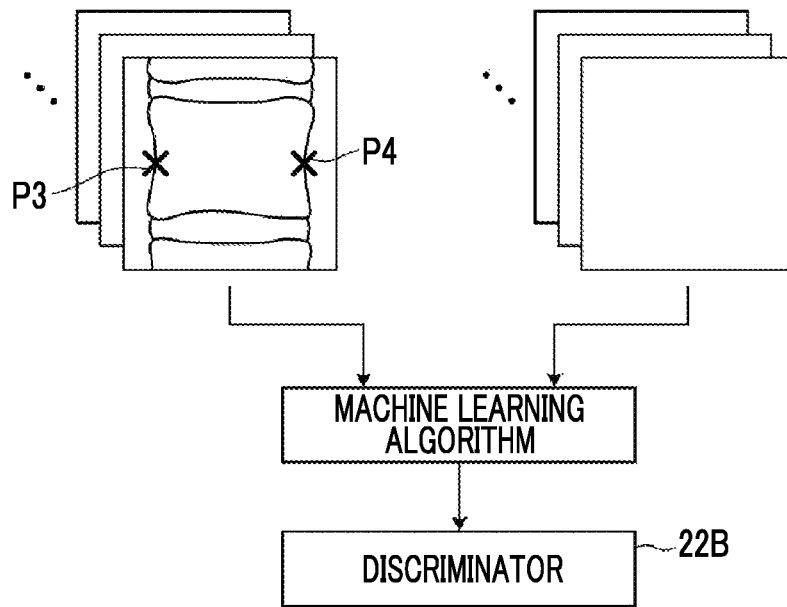 P4
P3
MACHINE LEARNING
ALGORITHM
22B
DISCRIMINATOR